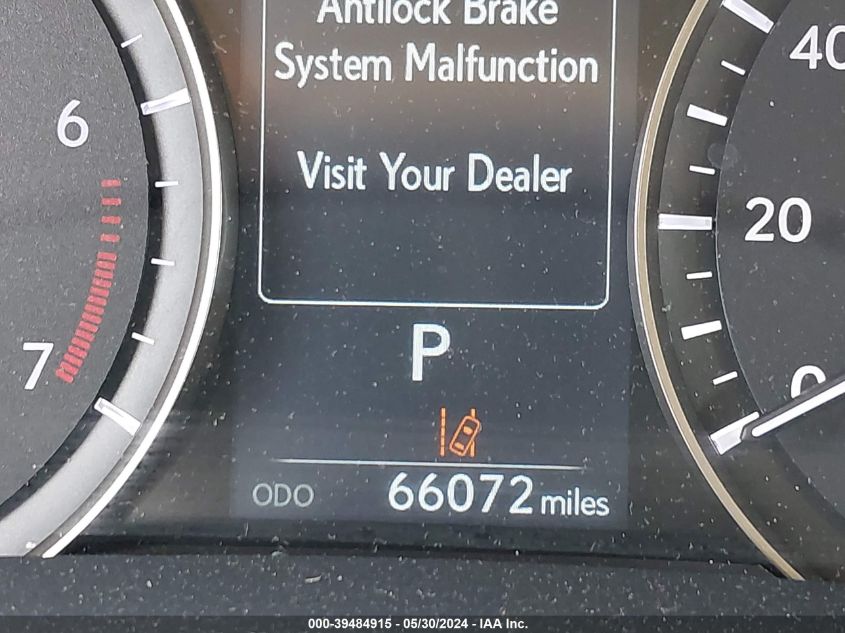 Antilock Brake
System Malfunction
Visit Your Dealer
6
7
40
20
0
P
ODO 66072 miles
000-39484915 - 05/30/2024 - IAA Inc.